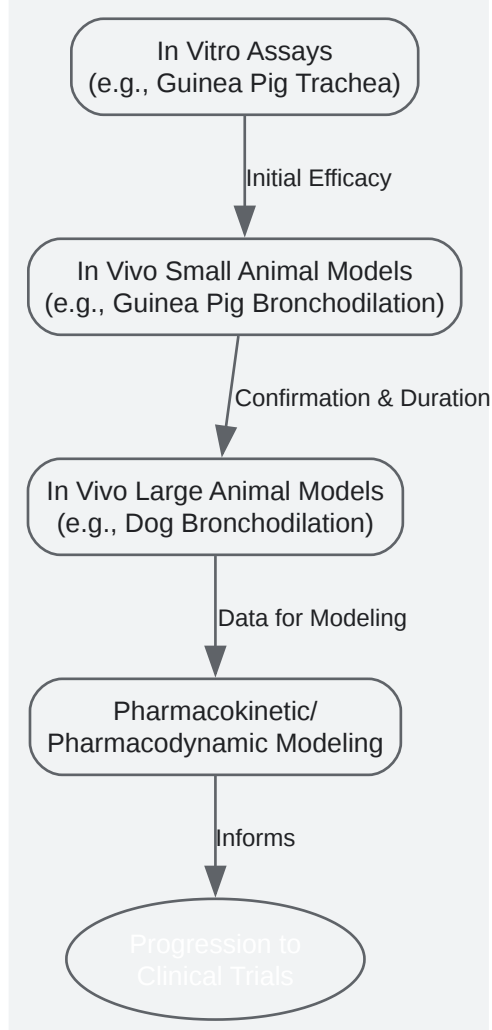 In Vitro Assays
(e.g., Guinea Pig Trachea)
Initial Efficacy
In Vivo Small Animal Models
(e.g., Guinea Pig Bronchodilation)
Confirmation & Duration
In Vivo Large Animal Models
(e.g., Dog Bronchodilation)
Data for Modeling
Pharmacokinetic/
Pharmacodynamic Modeling
Informs
Progression to
Clinical Trials